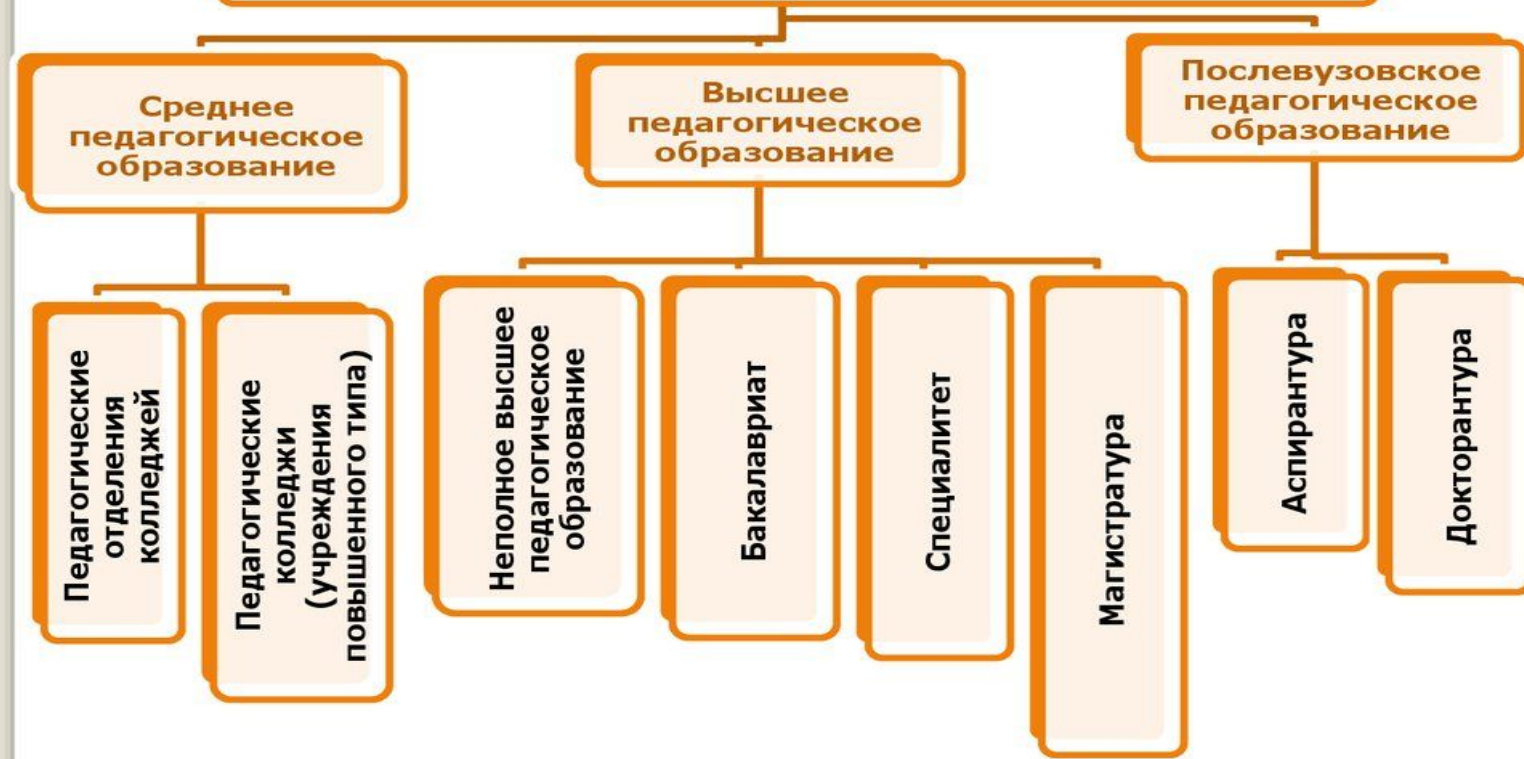 Среднее
педагогическое
образование
Высшее
педагогическое
образование
Послевузовское
педагогическое
образование
Педагогические
отделения
колледжей
Педагогические
колледжи
(учреждения
повышенного типа)
Неполное высшее
педагогическое
образование
Бакалавриат
Специалитет
Магистратура
Аспирантура
Докторантура